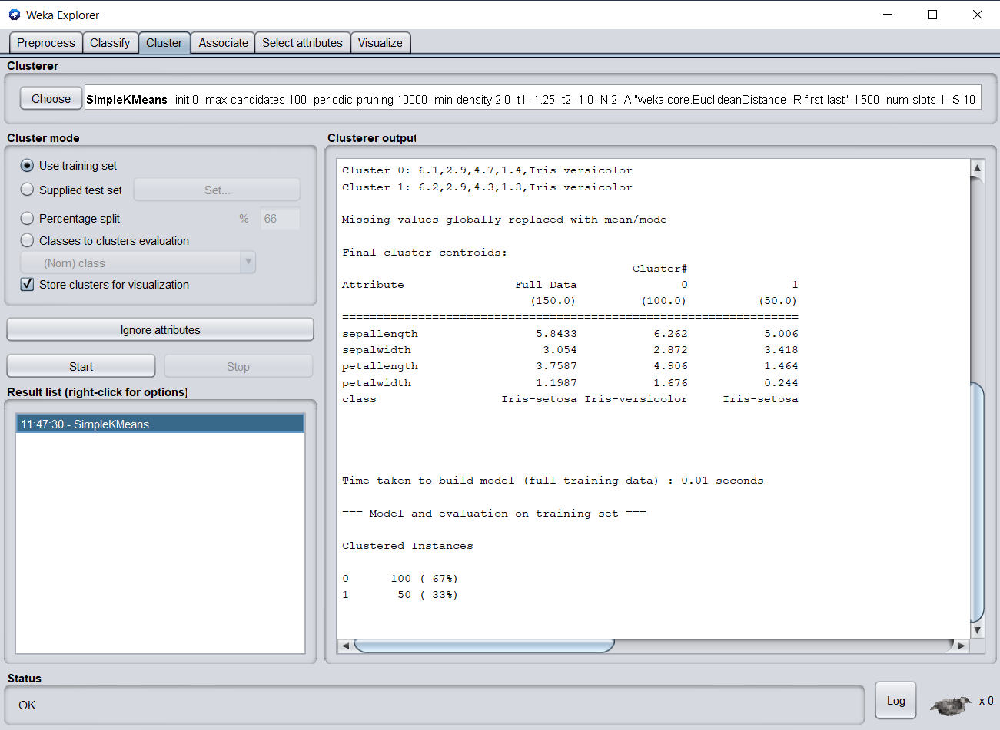 Weka Explorer
Preprocess Classify Cluster Associate Select attributes Visualize
Clusterer
Choose SimpleKMeans -init 0 -max-candidates 100 -periodic-pruning 10000 -min-density 2.0 -t1 -1.25 -t2 -1.0 -N 2 -A "weka.core.EuclideanDistance -R first-last" -I 500 -num-slots 1 -S 10
Cluster mode
Use training set
Supplied test set Set...
Percentage split % 66
Classes to clusters evaluation
(Nom) class
Store clusters for visualization
Ignore attributes
Start Stop
Result list (right-click for options)
11:47:30 - SimpleKMeans
Clusterer output
Cluster 0: 6.1,2.9,4.7,1.4,Iris-versicolor
Cluster 1: 6.2,2.9,4.3,1.3,Iris-versicolor
Missing values globally replaced with mean/mode
Final cluster centroids:
Cluster#
Attribute Full Data 0 1
(150.0) (100.0) (50.0)
==================================================================
sepallength 5.8433 6.262 5.006
sepalwidth 3.054 2.872 3.418
petallength 3.7587 4.906 1.464
petalwidth 1.1987 1.676 0.244
class Iris-setosa Iris-versicolor Iris-setosa
Time taken to build model (full training data) : 0.01 seconds
=== Model and evaluation on training set ===
Clustered Instances
0 100 ( 67%)
1 50 ( 33%)
Status
OK
Log x 0